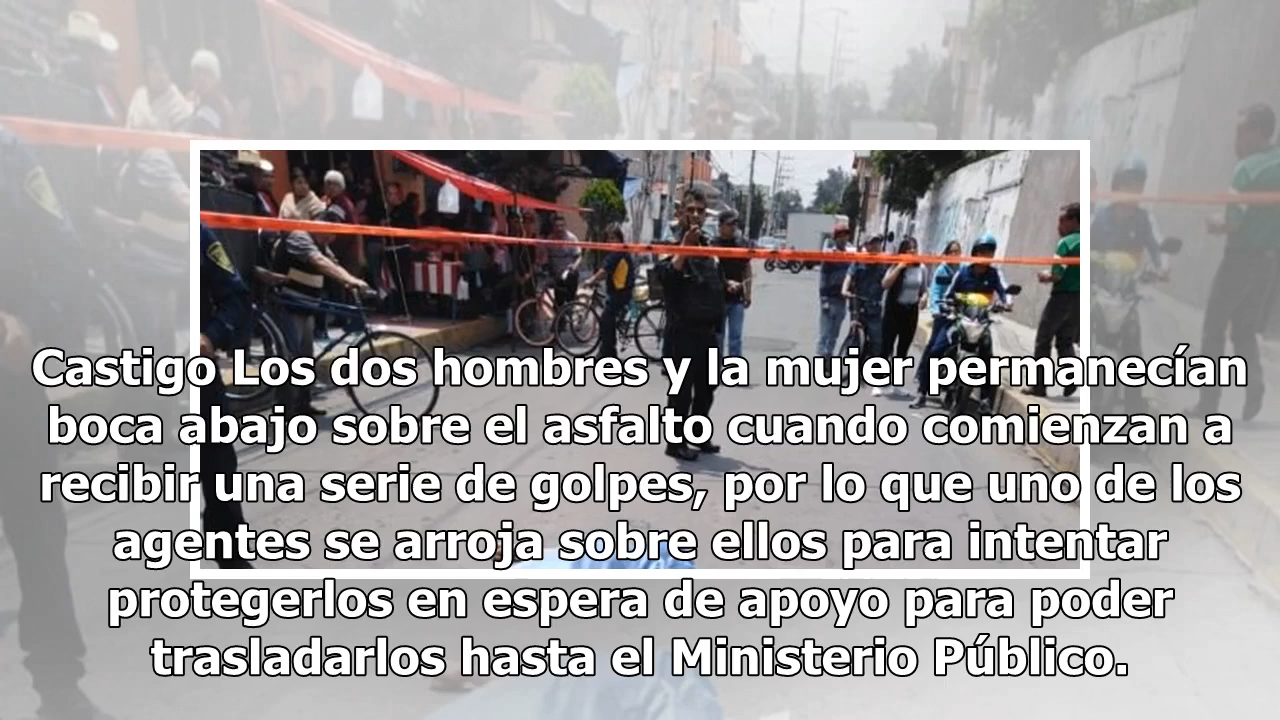 Castigo Los dos hombres y la mujer permanecían
boca abajo sobre el asfalto cuando comienzan a
recibir una serie de golpes, por lo que uno de los
agentes se arroja sobre ellos para intentar
protegerlos en espera de apoyo para poder
trasladarlos hasta el Ministerio Público.